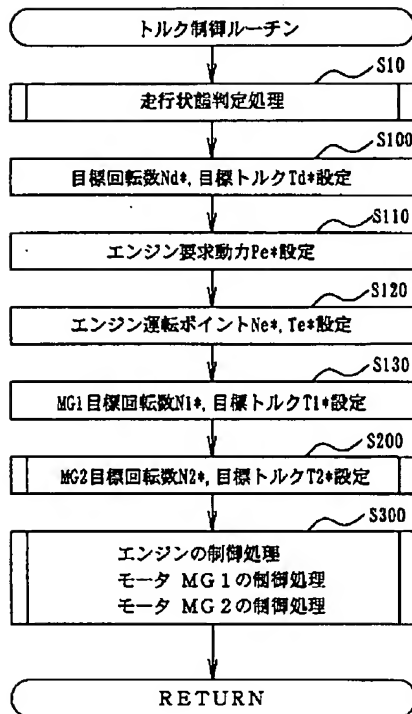 トルク制御ルーチン
S10
走行状態判定処理
S100
目標回転数Nd*,目標トルクTd*設定
S110
エンジン要求動力Pe*設定
S120
エンジン運転ポイントNe*,Te*設定
S130
MG1目標回転数N1*,目標トルクT1*設定
S200
MG2目標回転数N2*,目標トルクT2*設定
S300
エンジンの制御処理
モータ MG1の制御処理
モータ MG2の制御処理
RETURN